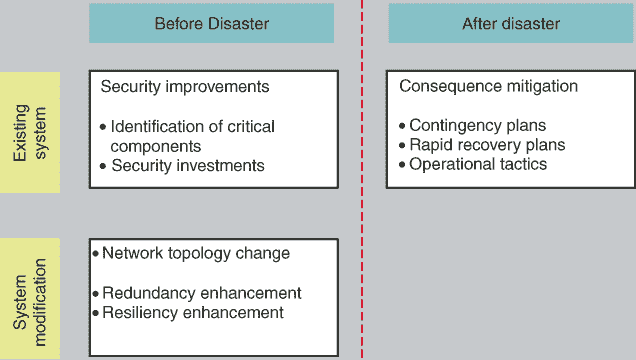 Before Disaster
After disaster
Existing
system
Security improvements
• Identification of critical
components
• Security investments
Consequence mitigation
• Contingency plans
• Rapid recovery plans
• Operational tactics
System
modification
• Network topology change
• Redundancy enhancement
• Resiliency enhancement